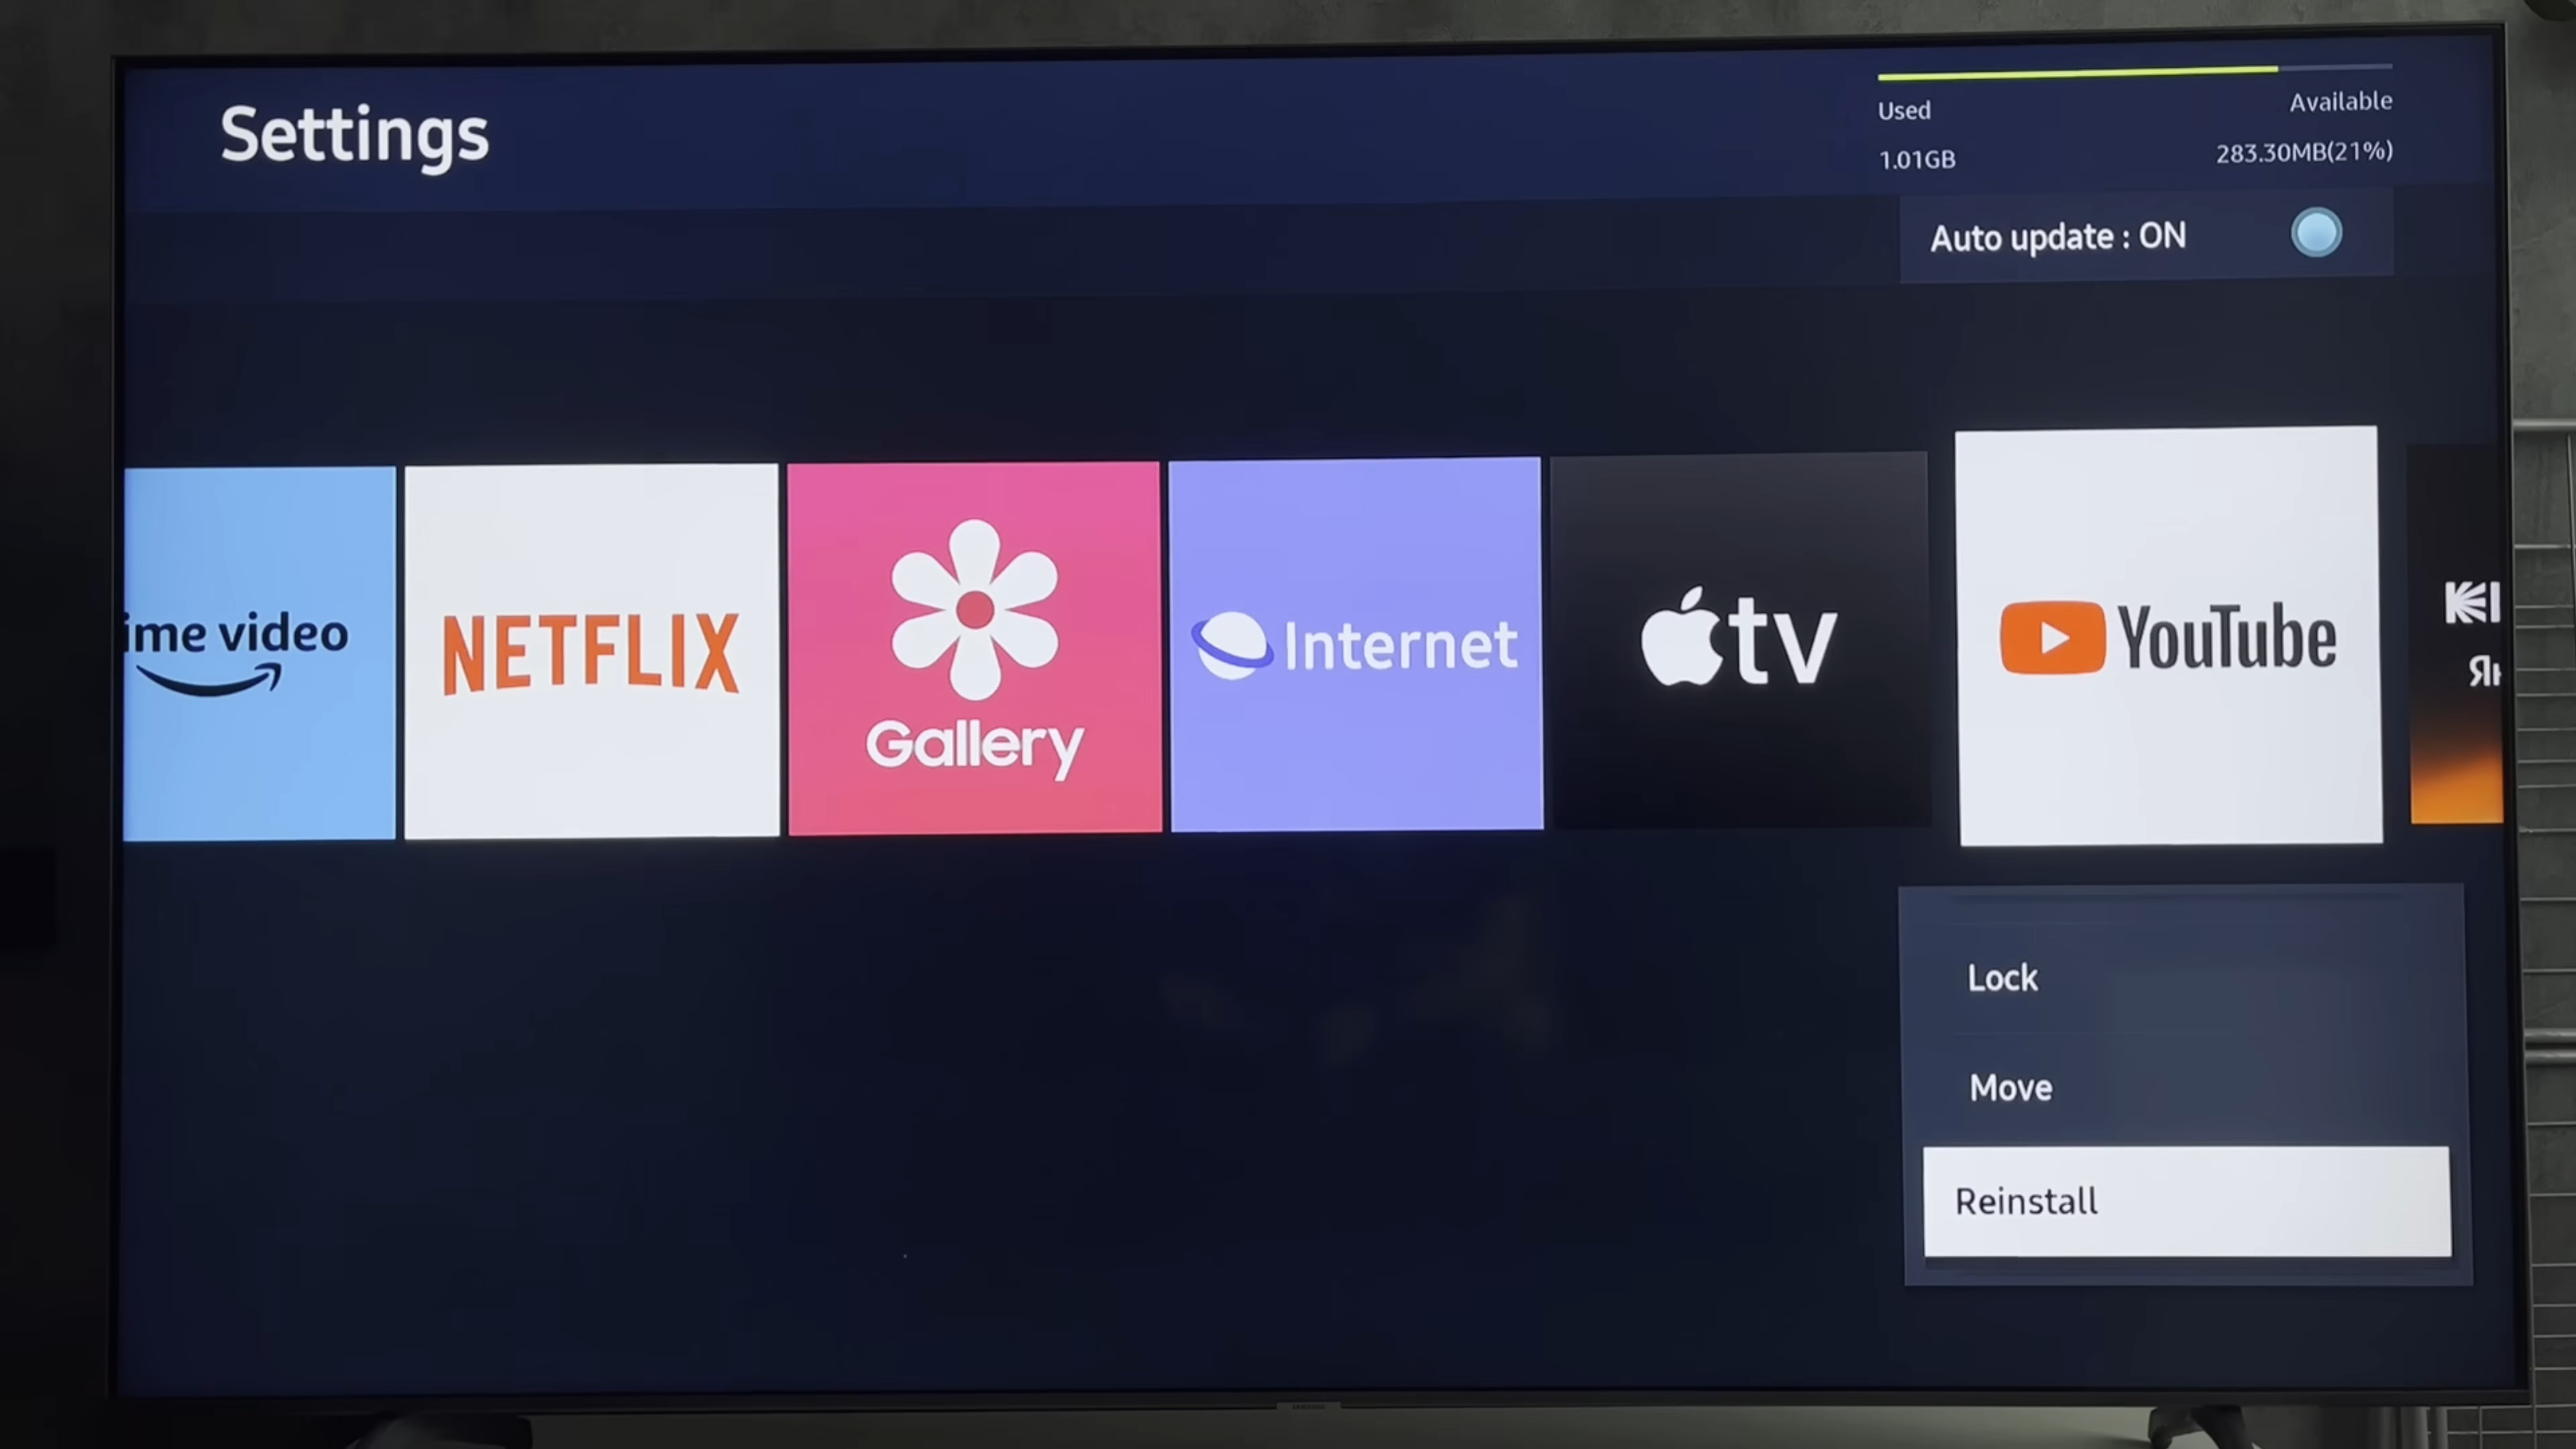 Settings
Used
Available
1.01GB
283.30MB(21%)
Auto update : ON
ime video
NETFLIX
Gallery
Internet
tv
YouTube
Lock
Move
Reinstall